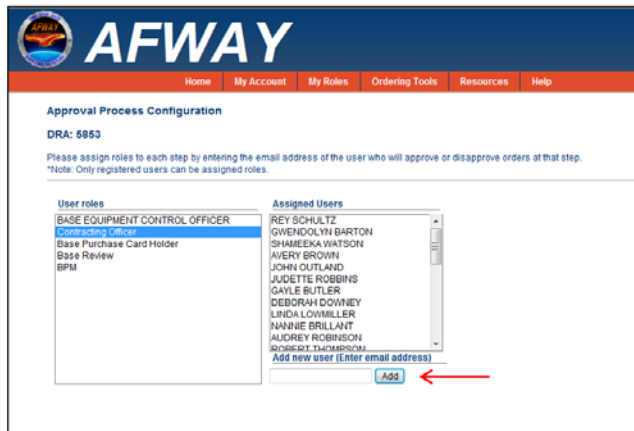 AFWAY
AFWAY
Home My Account My Roles Ordering Tools Resources Help
Approval Process Configuration
DRA: 5853
Please assign roles to each step by entering the email address of the user who will approve or disapprove orders at that step.
*Note: Only registered users can be assigned roles.
User roles
BASE EQUIPMENT CONTROL OFFICER
Contracting Officer
Base Purchase Card Holder
Base Review
BPM
Assigned Users
REY SCHULTZ
GWENDOLYN BARTON
SHAMEEKA WATSON
AVERY BROWN
JOHN OUTLAND
JUDETTE ROBBINS
GAYLE BUTLER
DEBORAH DOWNEY
LINDA LOWMILLER
NANNIE BRILLANT
AUDREY ROBINSON
ROBERT THOMPSON
Add new user (Enter email address)
Add